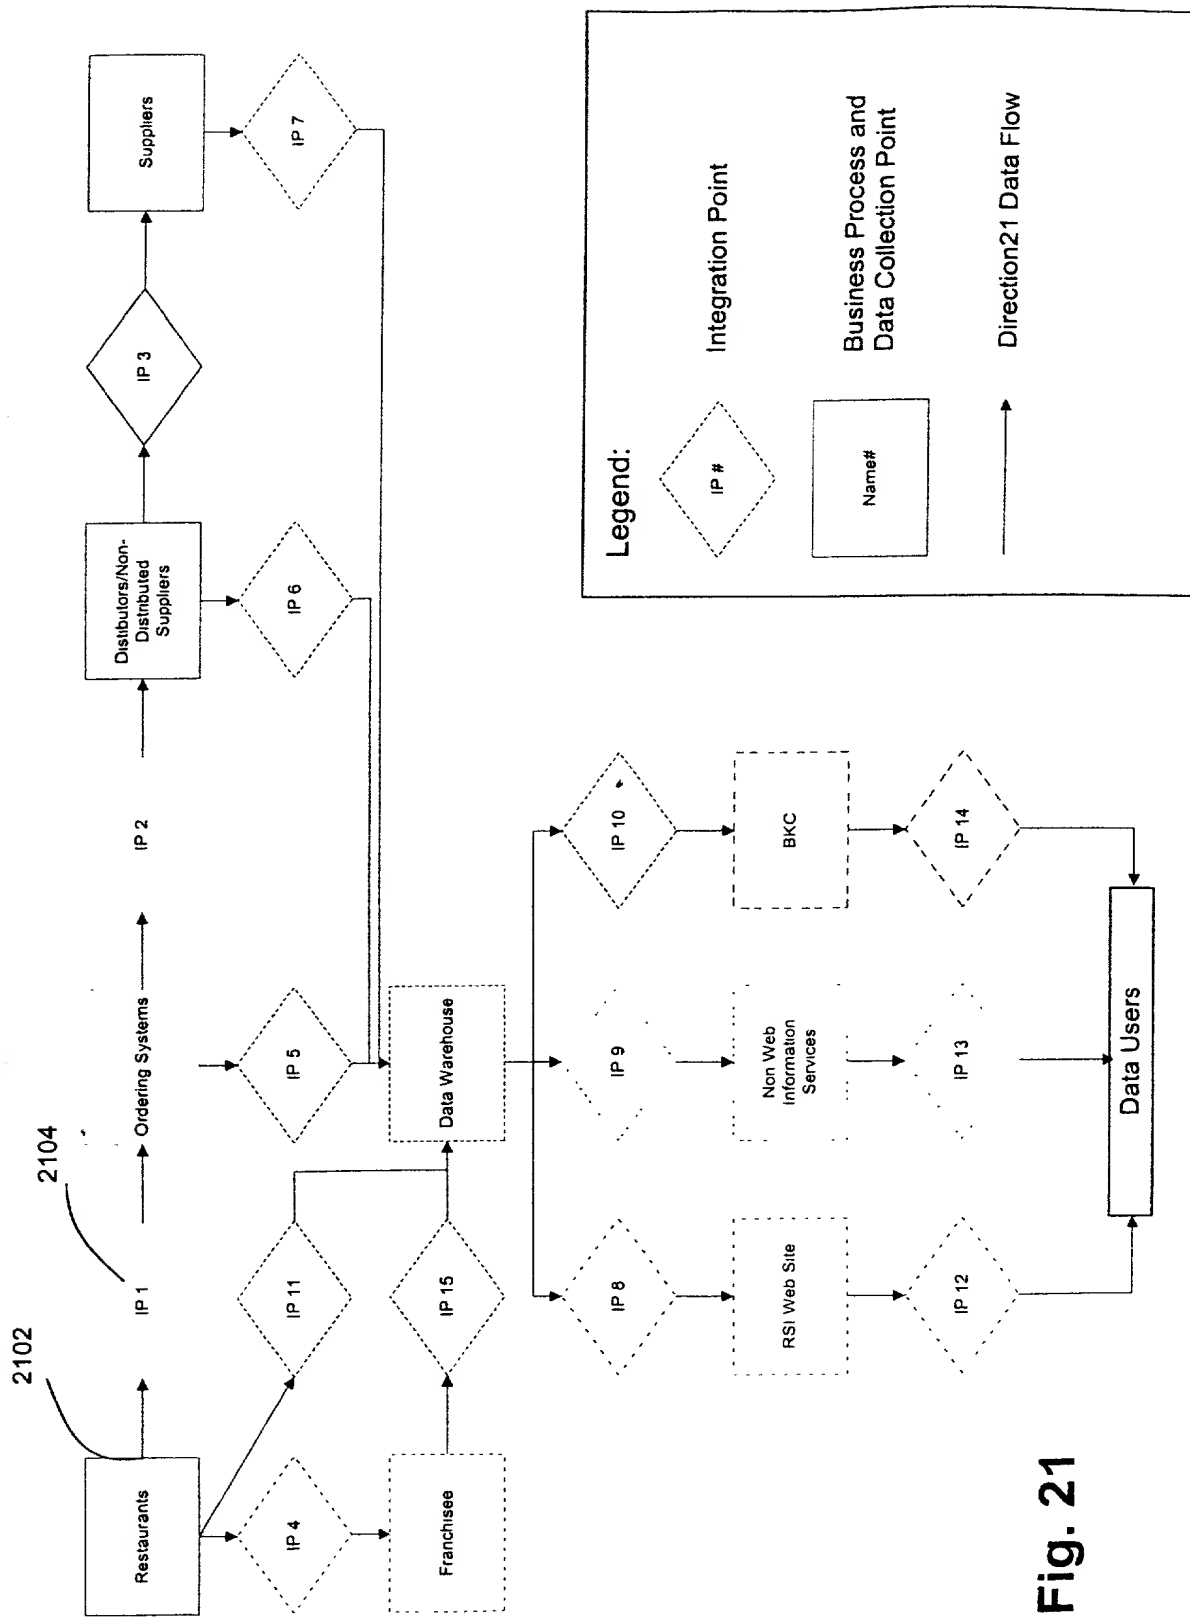 2102
2104
Restaurants
IP 1
Ordering Systems
IP 2
Distibutors/Non-
Distributed
Suppliers
IP 3
Suppliers
IP 4
IP 11
IP 5
IP 6
IP 7
Franchisee
IP 15
Data Warehouse
IP 8
IP 9
IP 10
RSI Web Site
Non Web
Information
Services
BKC
IP 12
IP 13
IP 14
Data Users
Legend:
IP #
Integration Point
Name#
Business Process and
Data Collection Point
Direction21 Data Flow
Fig. 21